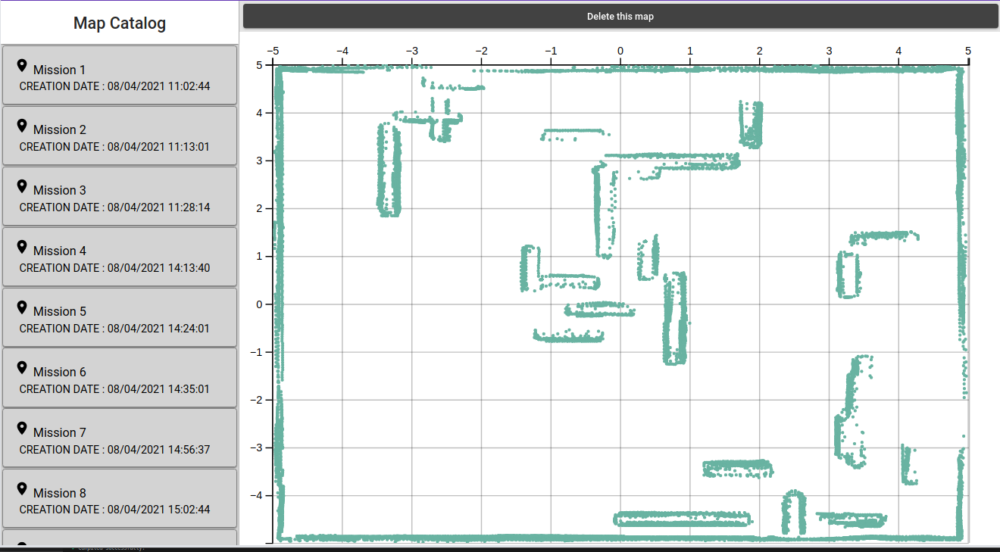 Map Catalog
Delete this map
Mission 1
CREATION DATE : 08/04/2021 11:02:44
Mission 2
CREATION DATE : 08/04/2021 11:13:01
Mission 3
CREATION DATE : 08/04/2021 11:28:14
Mission 4
CREATION DATE : 08/04/2021 14:13:40
Mission 5
CREATION DATE : 08/04/2021 14:24:01
Mission 6
CREATION DATE : 08/04/2021 14:35:01
Mission 7
CREATION DATE : 08/04/2021 14:56:37
Mission 8
CREATION DATE : 08/04/2021 15:02:44
−5 −4 −3 −2 −1 0 1 2 3 4 5
5
4
3
2
1
0
−1
−2
−3
−4